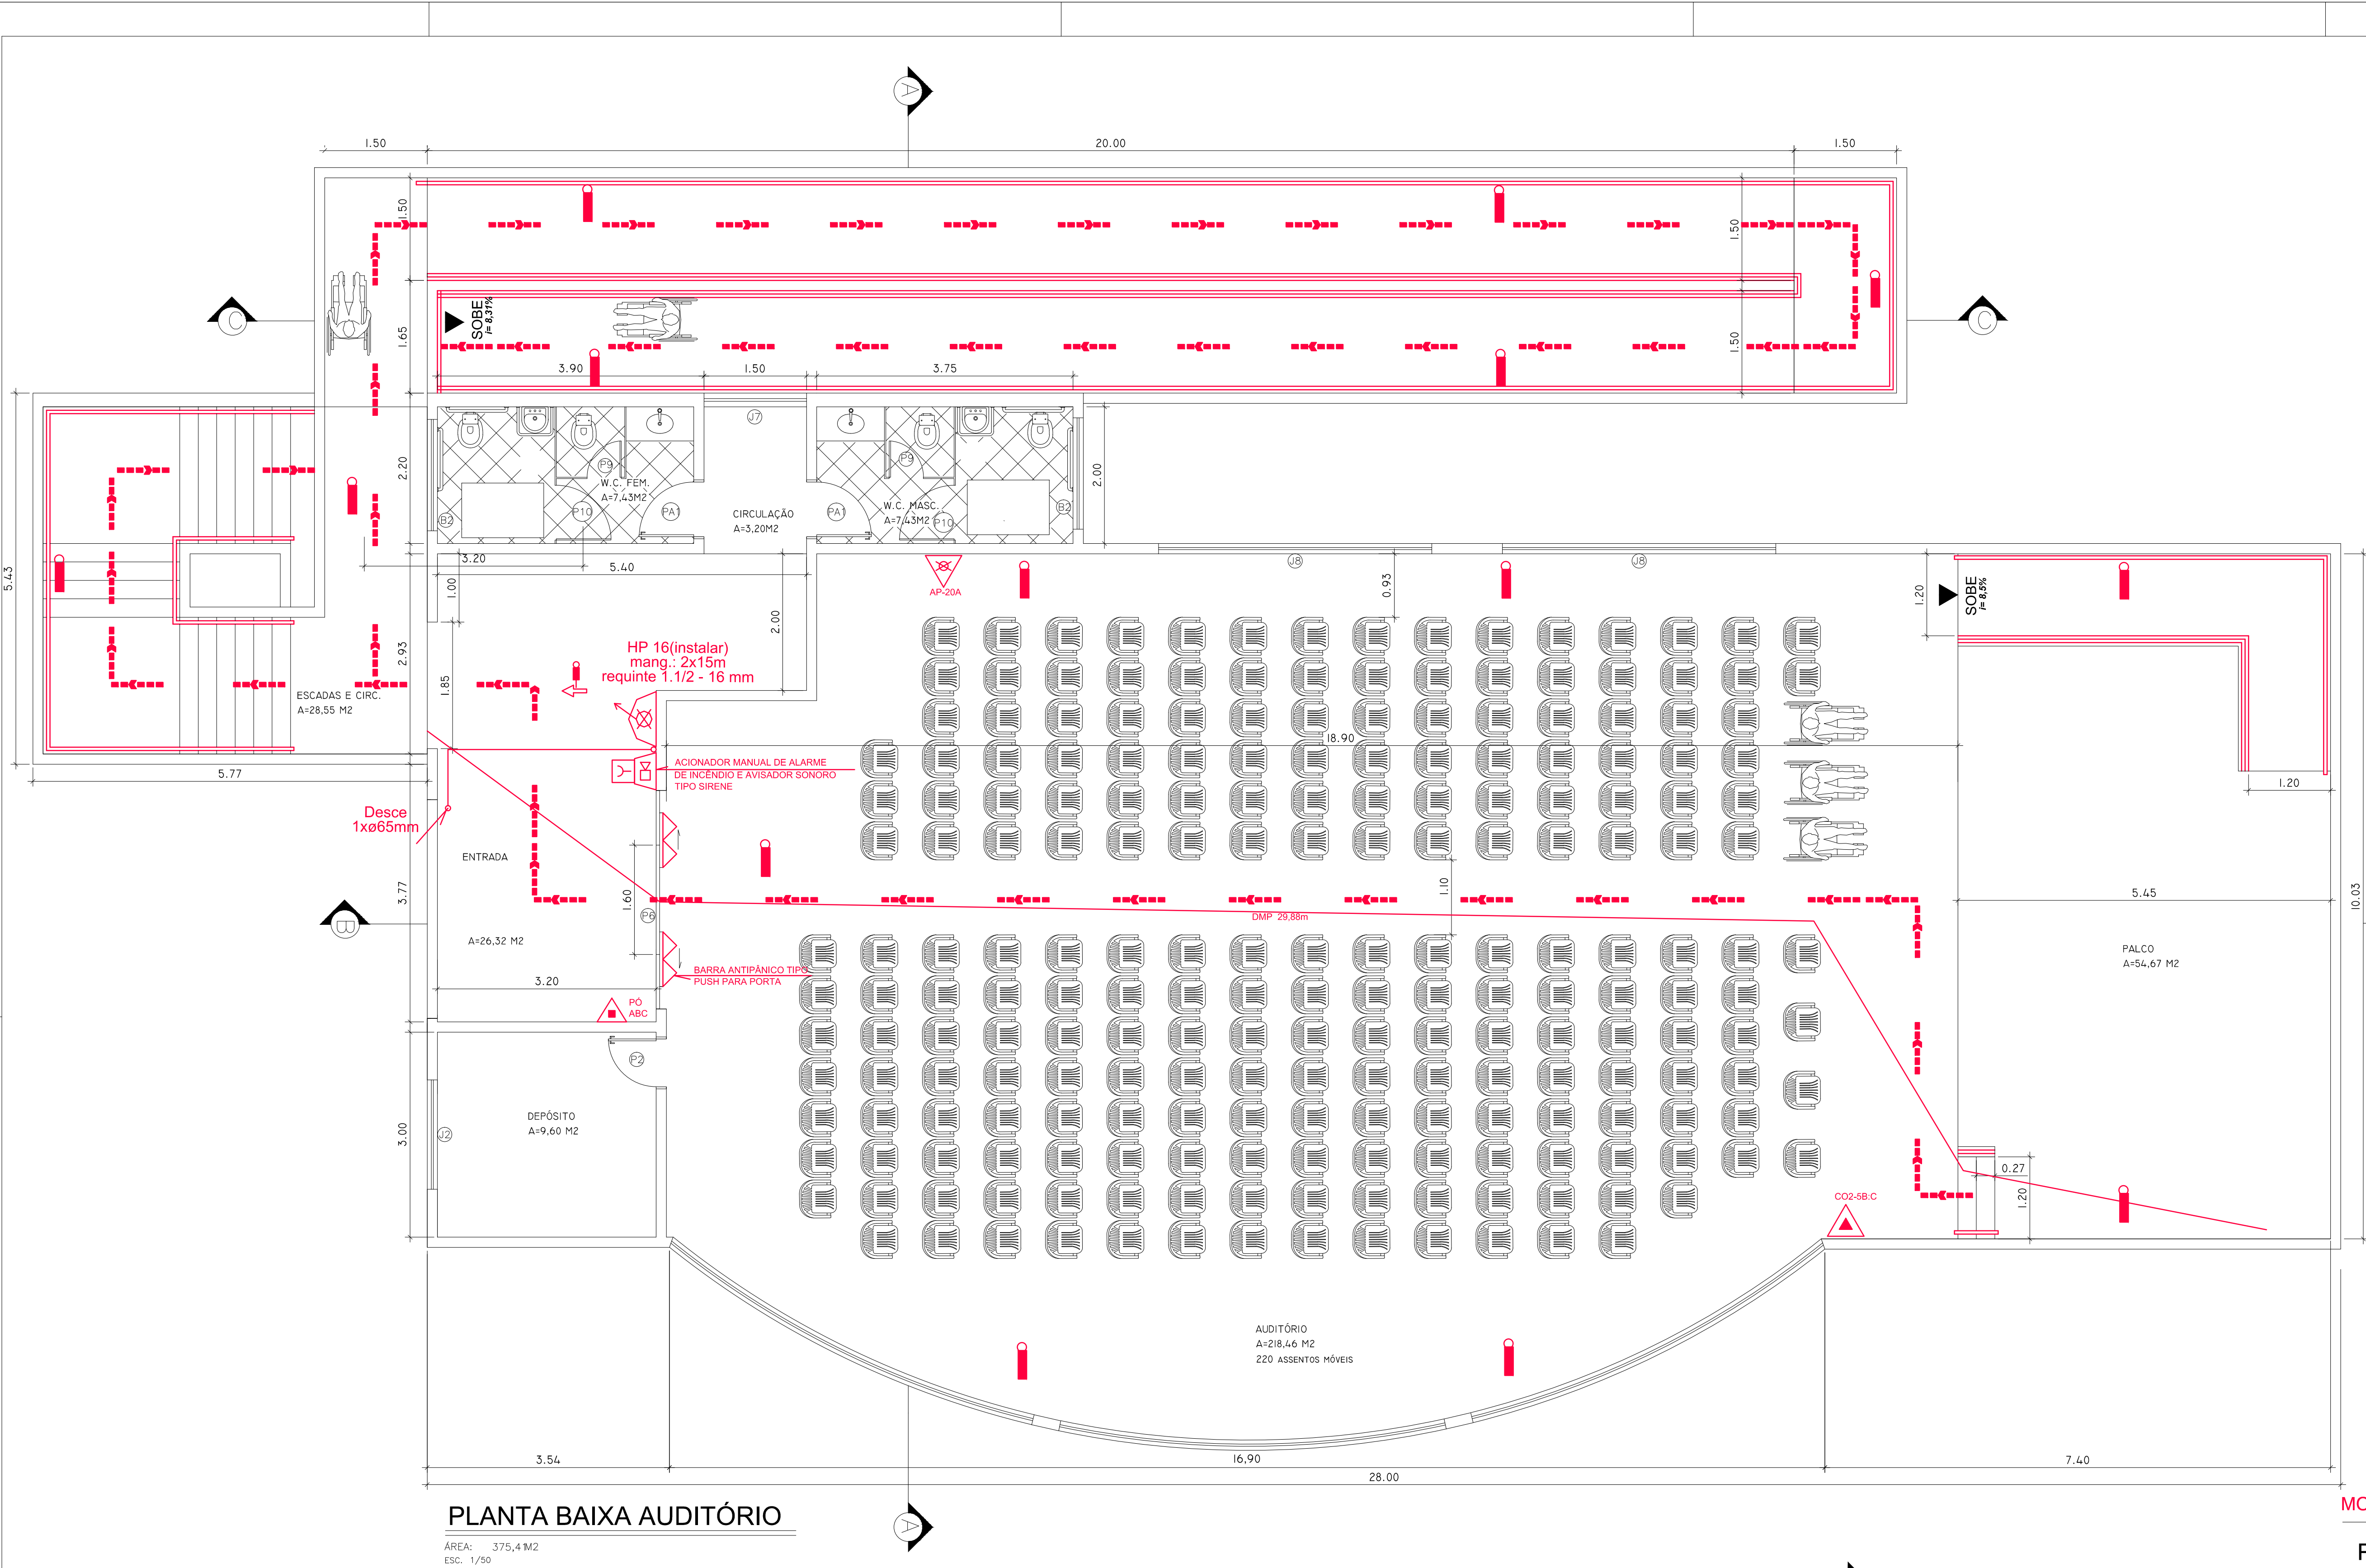 A
1.50
20.00
1.50
1.50
1.50
C
SOBE
i= 8,31%
C
1.65
1.50
3.90
1.50
3.75
J7
2.20
P9
W.C. FEM.
A=7,43M2
P10
PA1
B2
CIRCULAÇÃO
A=3,20M2
P9
W.C. MASC.
A=7,43M2
P10
PA1
B2
2.00
3.20
5.40
J8
J8
5.43
1.00
AP-20A
0.93
1.20
SOBE
i= 8,5%
2.00
HP 16(instalar)
mang.: 2x15m
requinte 1.1/2 - 16 mm
2.93
1.85
ESCADAS E CIRC.
A=28,55 M2
18.90
5.77
ACIONADOR MANUAL DE ALARME
DE INCÊNDIO E AVISADOR SONORO
TIPO SIRENE
1.20
Desce
1xø65mm
ENTRADA
3.77
1.60
1.10
5.45
10.03
P6
DMP 29,88m
B
A=26,32 M2
PALCO
A=54,67 M2
BARRA ANTIPÂNICO TIPO
PUSH PARA PORTA
3.20
PÓ
ABC
P2
DEPÓSITO
A=9,60 M2
J2
3.00
0.27
1.20
CO2-5B:C
AUDITÓRIO
A=218,46 M2
220 ASSENTOS MÓVEIS
3.54
16,90
7.40
28.00
PLANTA BAIXA AUDITÓRIO
A
ÁREA: 375,41M2
ESC. 1/50
MO